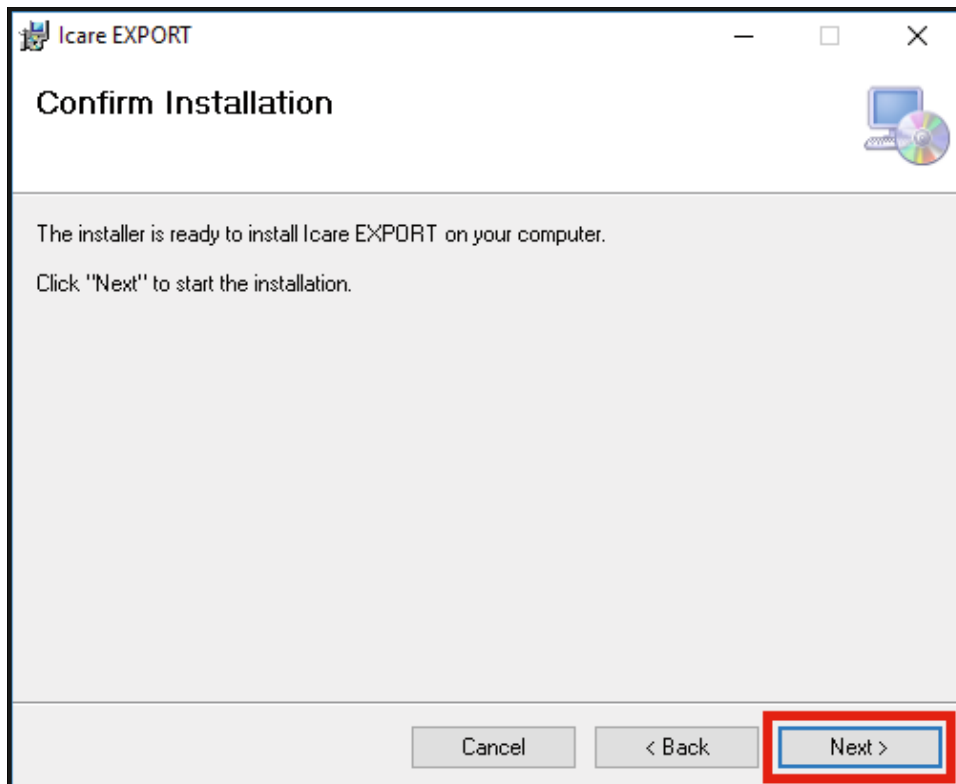 Icare EXPORT
Confirm Installation
The installer is ready to install Icare EXPORT on your computer.
Click "Next" to start the installation.
Cancel
< Back
Next >